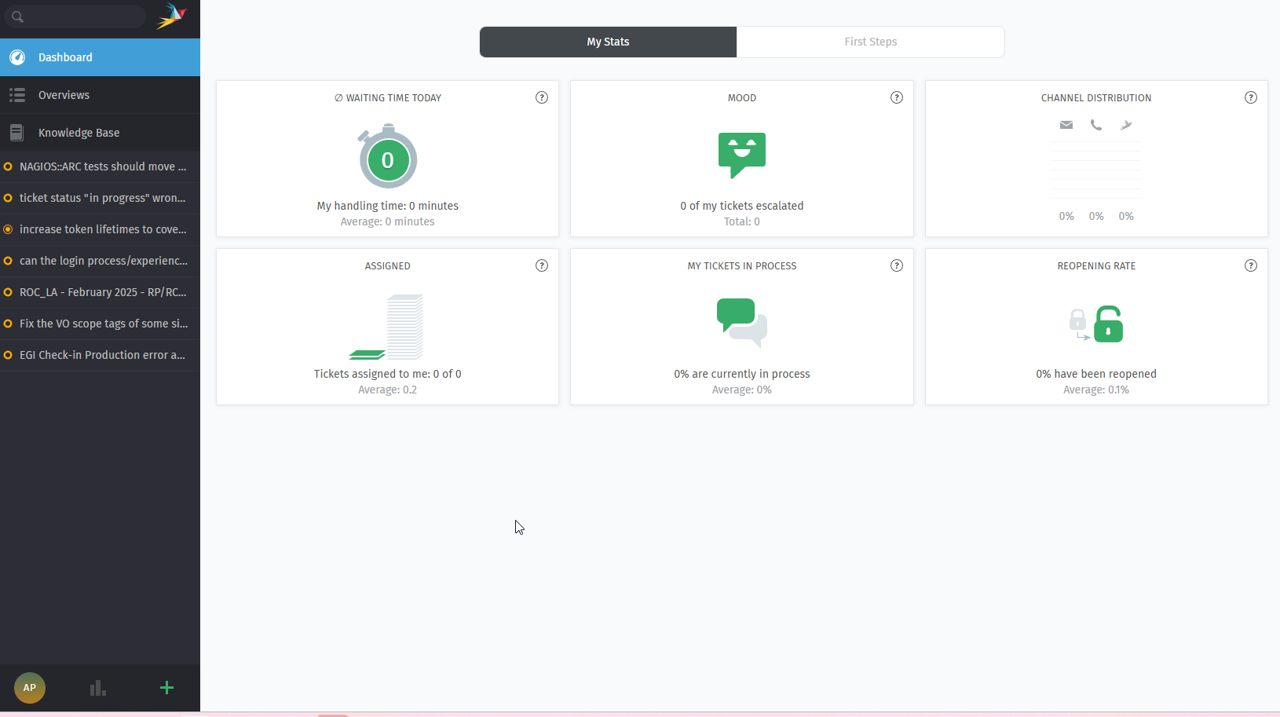 Dashboard
Overviews
Knowledge Base
NAGIOS::ARC tests should move ...
ticket status "in progress" wron...
increase token lifetimes to cove...
can the login process/experienc...
ROC_LA - February 2025 - RP/RC...
Fix the VO scope tags of some si...
EGI Check-in Production error a...
AP
My Stats
First Steps
∅ WAITING TIME TODAY
?
0
My handling time: 0 minutes
Average: 0 minutes
MOOD
?
0 of my tickets escalated
Total: 0
CHANNEL DISTRIBUTION
?
0% 0% 0%
ASSIGNED
?
Tickets assigned to me: 0 of 0
Average: 0.2
MY TICKETS IN PROCESS
?
0% are currently in process
Average: 0%
REOPENING RATE
?
0% have been reopened
Average: 0.1%